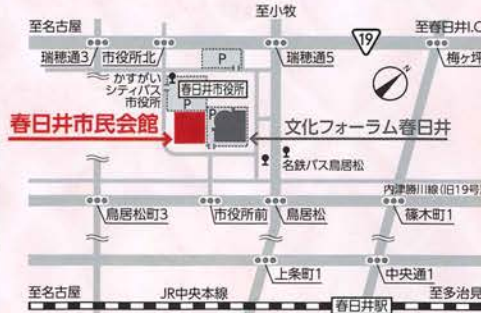 至小牧
至名古屋
19
至春日井I.C
瑞穂通3
市役所北
P
瑞穂通5
梅ヶ坪
かすがい
シティバス
市役所
春日井市役所
P
P
春日井市民会館
文化フォーラム春日井
名鉄バス鳥居松
内津勝川線(旧19号)
鳥居松町3
市役所前
鳥居松
篠木町1
上条町1
中央通1
至名古屋
JR中央本線
春日井駅
至多治見